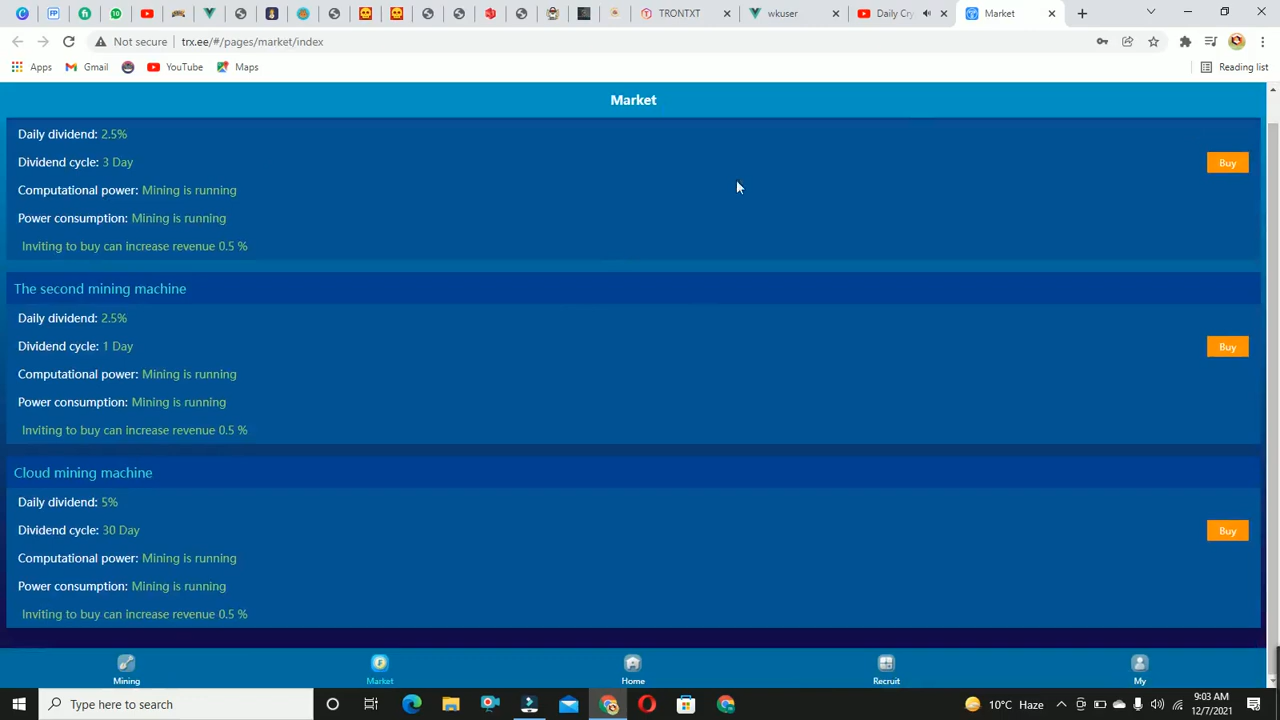 TRONTXT
wkuser
Daily Cry
Market
Not secure
trx.ee/#/pages/market/index
Apps
Gmail
YouTube
Maps
Reading list
Market
Daily dividend: 2.5%
Dividend cycle: 3 Day
Buy
Computational power: Mining is running
Power consumption: Mining is running
Inviting to buy can increase revenue 0.5 %
The second mining machine
Daily dividend: 2.5%
Dividend cycle: 1 Day
Buy
Computational power: Mining is running
Power consumption: Mining is running
Inviting to buy can increase revenue 0.5 %
Cloud mining machine
Daily dividend: 5%
Dividend cycle: 30 Day
Buy
Computational power: Mining is running
Power consumption: Mining is running
Inviting to buy can increase revenue 0.5 %
Mining
Market
Home
Recruit
My
Type here to search
10°C Haze
9:03 AM
12/7/2021